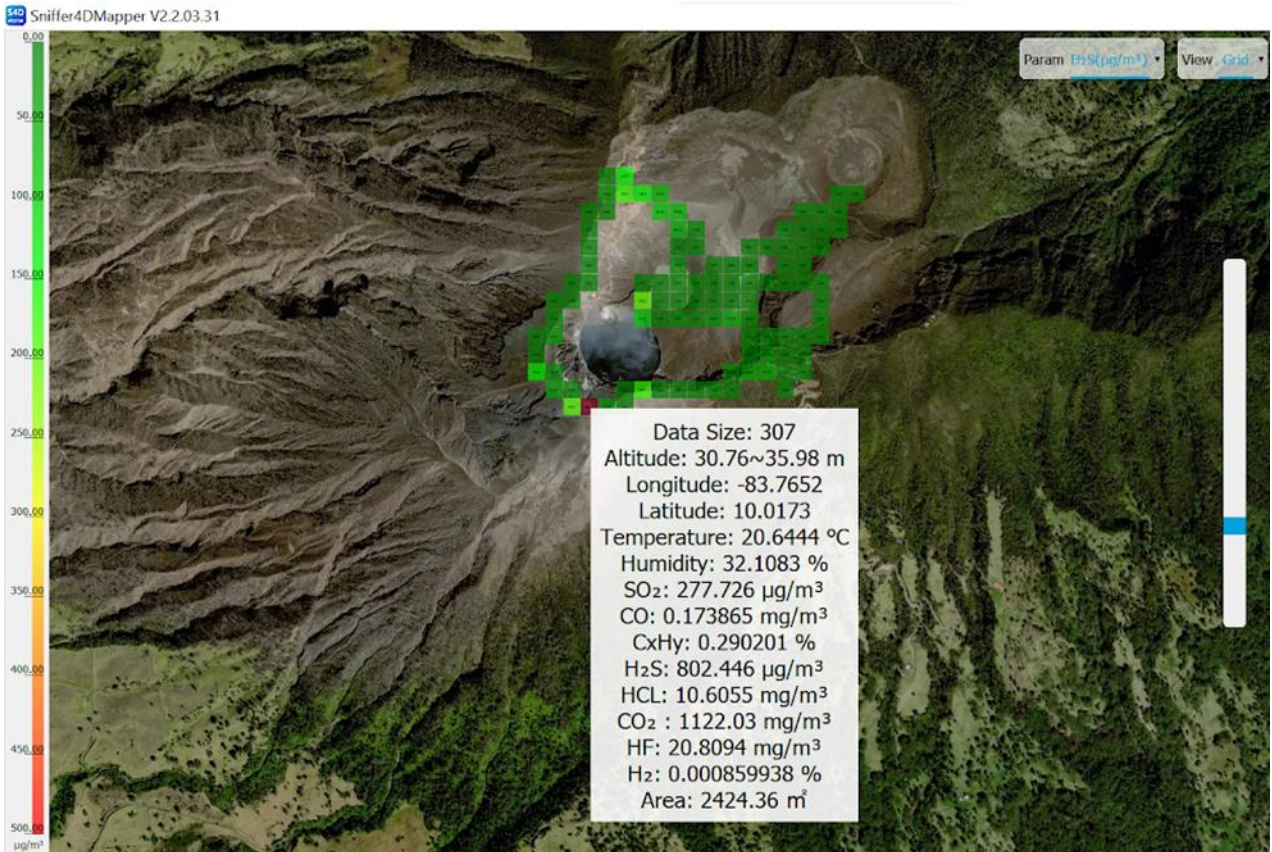 S4D
Sniffer4DMapper V2.2.03.31
0.00
50.00
100.00
150.00
200.00
250.00
300.00
350.00
400.00
450.00
500.00
μg/m³
Param H₂S(μg/m³)
View Grid
Data Size: 307
Altitude: 30.76~35.98 m
Longitude: -83.7652
Latitude: 10.0173
Temperature: 20.6444 ºC
Humidity: 32.1083 %
SO₂: 277.726 μg/m³
CO: 0.173865 mg/m³
CxHy: 0.290201 %
H₂S: 802.446 μg/m³
HCL: 10.6055 mg/m³
CO₂ : 1122.03 mg/m³
HF: 20.8094 mg/m³
H₂: 0.000859938 %
Area: 2424.36 ㎡